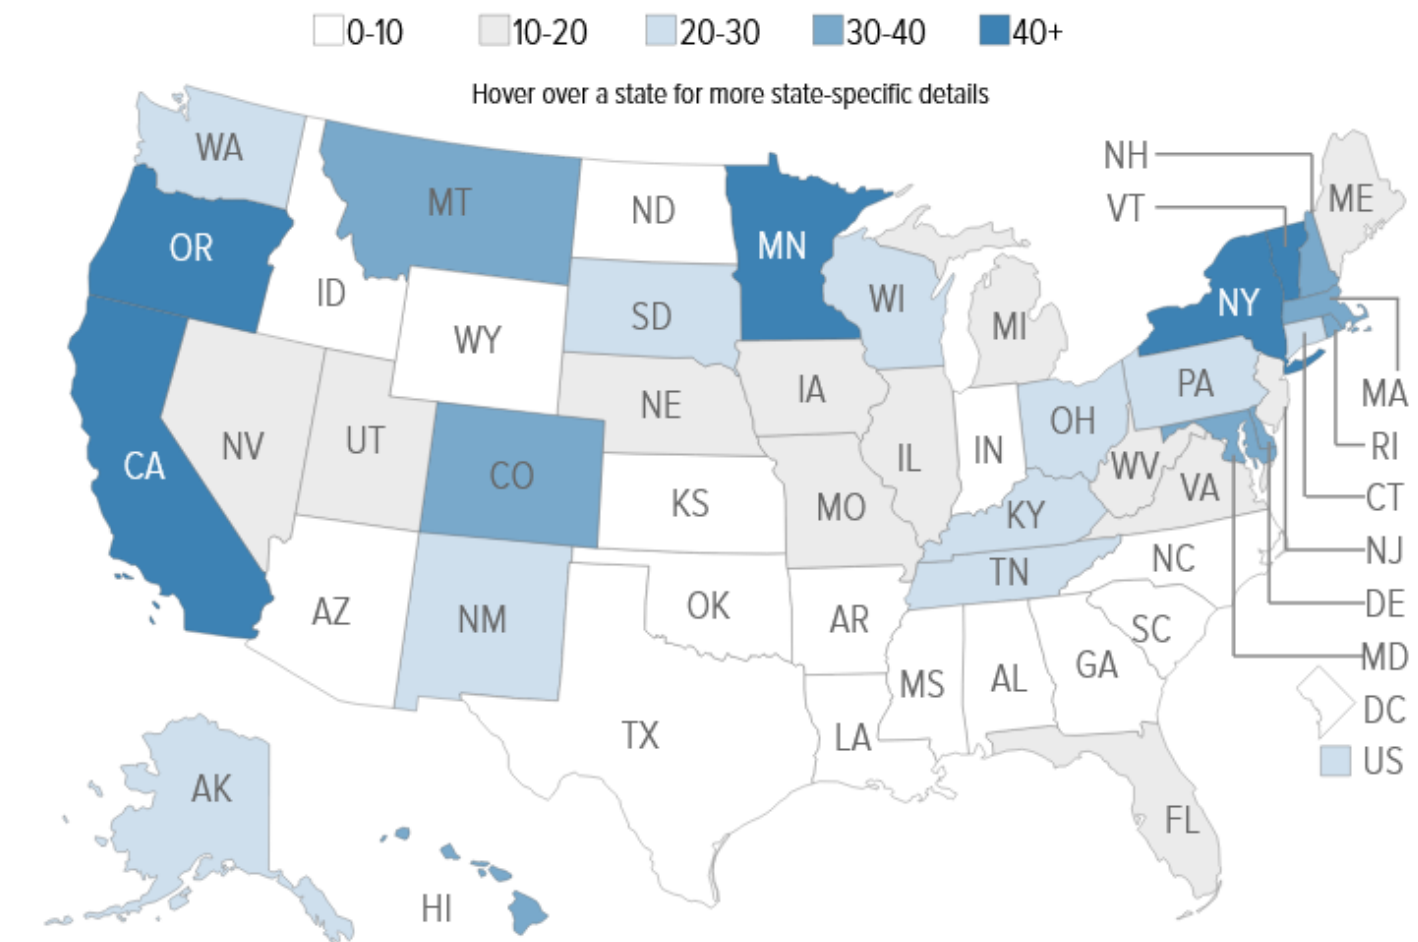 0-10 10-20 20-30 30-40 40+
Hover over a state for more state-specific details
WA
NH
MT
ME
VT
ND
OR
MN
ID
WI
NY
SD
MI
WY
PA
MA
IA
NE
OH
UT
NV
RI
IN
IL
CA
WV
CO
VA
CT
KS
MO
KY
NJ
NC
TN
DE
OK
AZ
NM
AR
SC
MD
GA
AL
MS
DC
TX
LA
US
AK
FL
HI